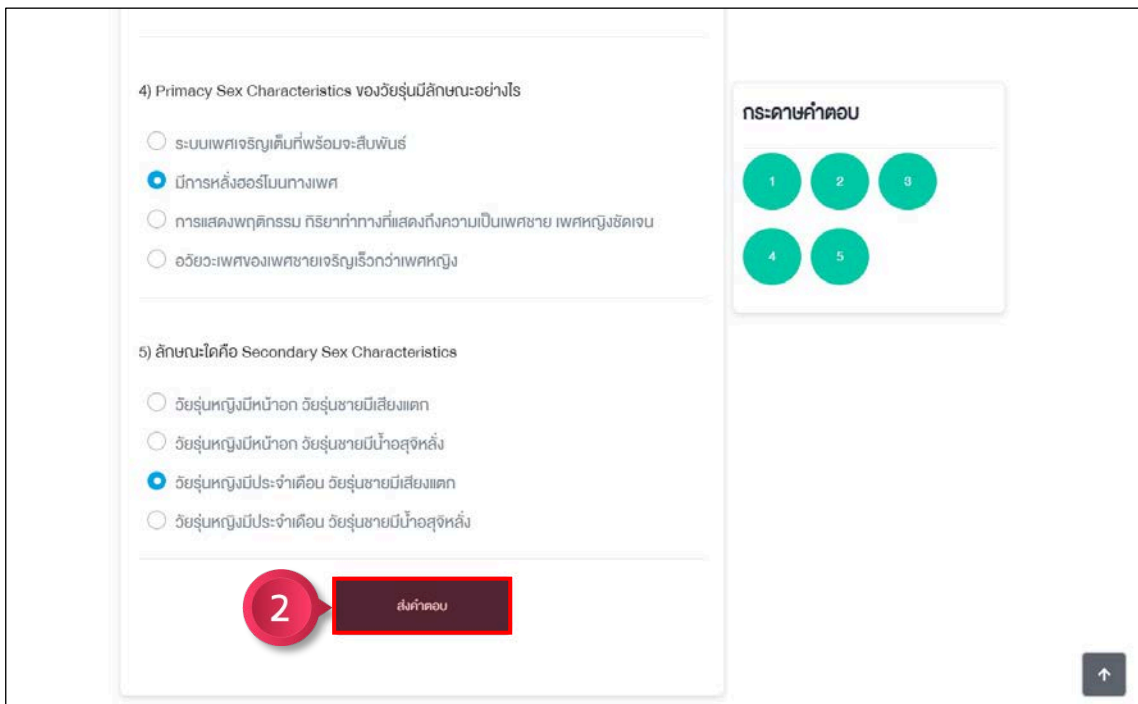 4) Primacy Sex Characteristics ของวัยรุ่นมีลักษณะอย่างไร
ระบบเพศเจริญเต็มที่พร้อมจะสืบพันธ์
มีการหลั่งฮอร์โมนทางเพศ
การแสดงพฤติกรรม กิริยาท่าทางที่แสดงถึงความเป็นเพศชาย เพศหญิงชัดเจน
อวัยวะเพศของเพศชายเจริญเร็วกว่าเพศหญิง
5) ลักษณะใดคือ Secondary Sex Characteristics
วัยรุ่นหญิงมีหน้าอก วัยรุ่นชายมีเสียงแตก
วัยรุ่นหญิงมีหน้าอก วัยรุ่นชายมีน้ำอสุจิหลั่ง
วัยรุ่นหญิงมีประจำเดือน วัยรุ่นชายมีเสียงแตก
วัยรุ่นหญิงมีประจำเดือน วัยรุ่นชายมีน้ำอสุจิหลั่ง
2 ส่งคำตอบ
กระดาษคำตอบ
1 2 3
4 5